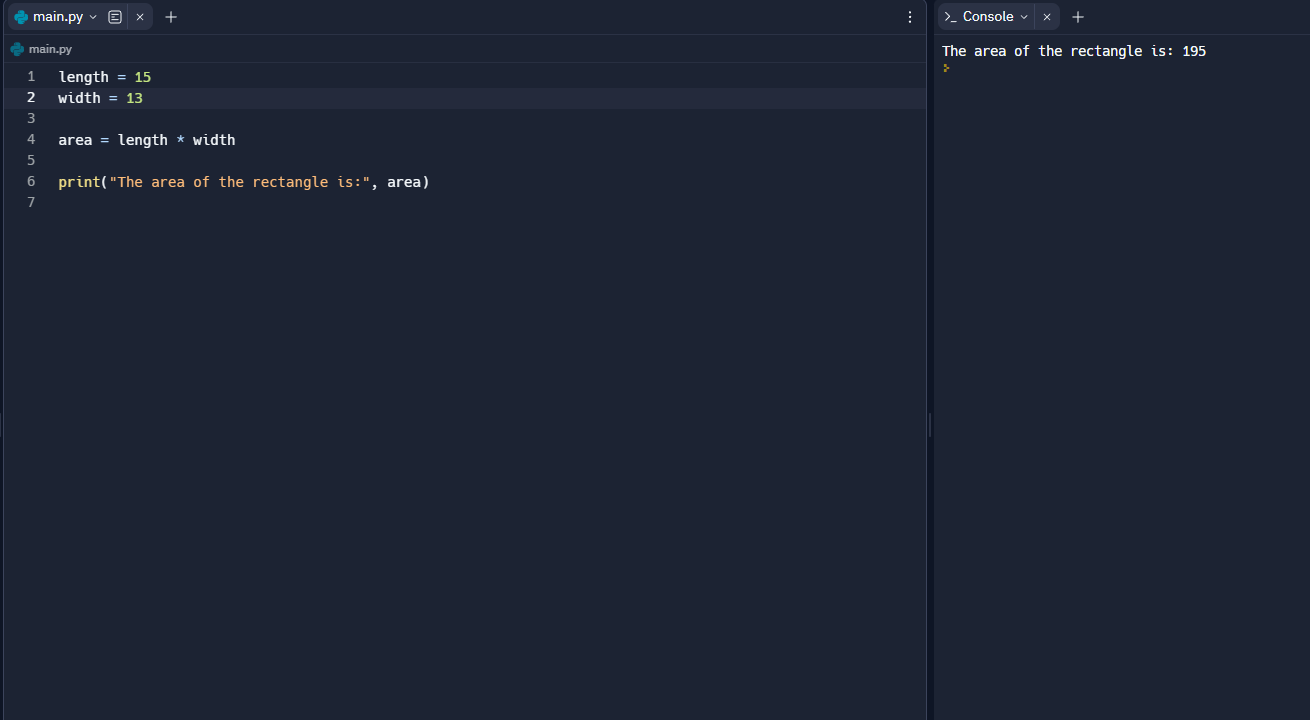 main.py
main.py
1 length = 15
2 width = 13
3
4 area = length * width
5
6 print("The area of the rectangle is:", area)
7
>_ Console
The area of the rectangle is: 195